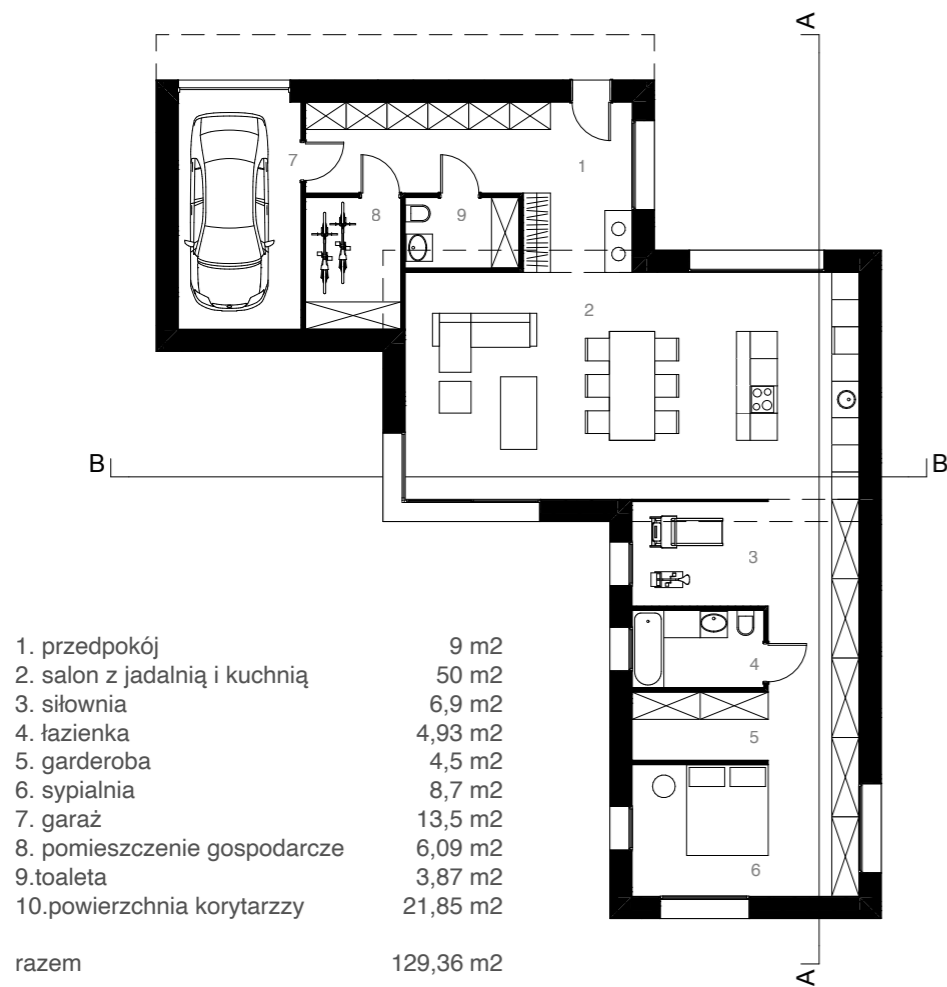 A
7
1
8
9
2
B
B
3
4
5
6
A
1. przedpokój 9 m2
2. salon z jadalnią i kuchnią 50 m2
3. siłownia 6,9 m2
4. łazienka 4,93 m2
5. garderoba 4,5 m2
6. sypialnia 8,7 m2
7. garaż 13,5 m2
8. pomieszczenie gospodarcze 6,09 m2
9.toaleta 3,87 m2
10.powierzchnia korytarzzy 21,85 m2
razem 129,36 m2